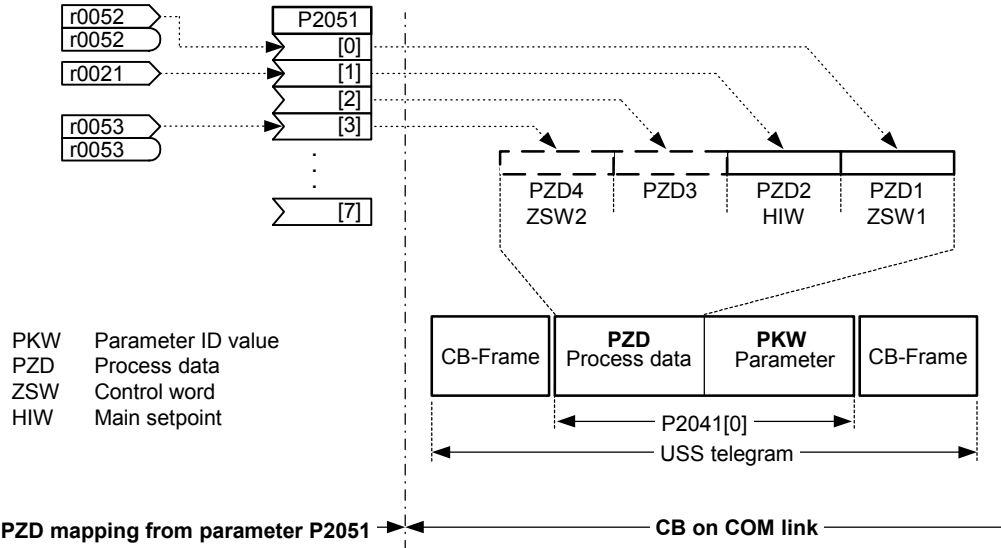 r0052
r0052
r0021
r0053
r0053
P2051
[0]
[1]
[2]
[3]
[7]
PZD4
ZSW2
PZD3
PZD2
HIW
PZD1
ZSW1
PKW Parameter ID value
PZD Process data
ZSW Control word
HIW Main setpoint
CB-Frame
PZD
Process data
PKW
Parameter
CB-Frame
P2041[0]
USS telegram
PZD mapping from parameter P2051
CB on COM link